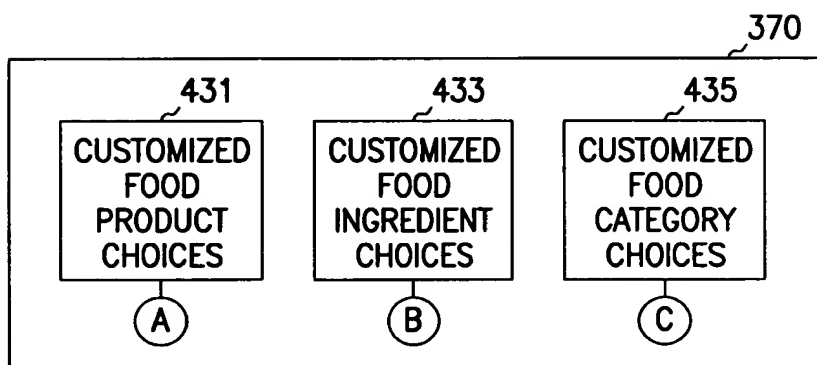 370
431
433
435
CUSTOMIZED
FOOD
PRODUCT
CHOICES
CUSTOMIZED
FOOD
INGREDIENT
CHOICES
CUSTOMIZED
FOOD
CATEGORY
CHOICES
A
B
C